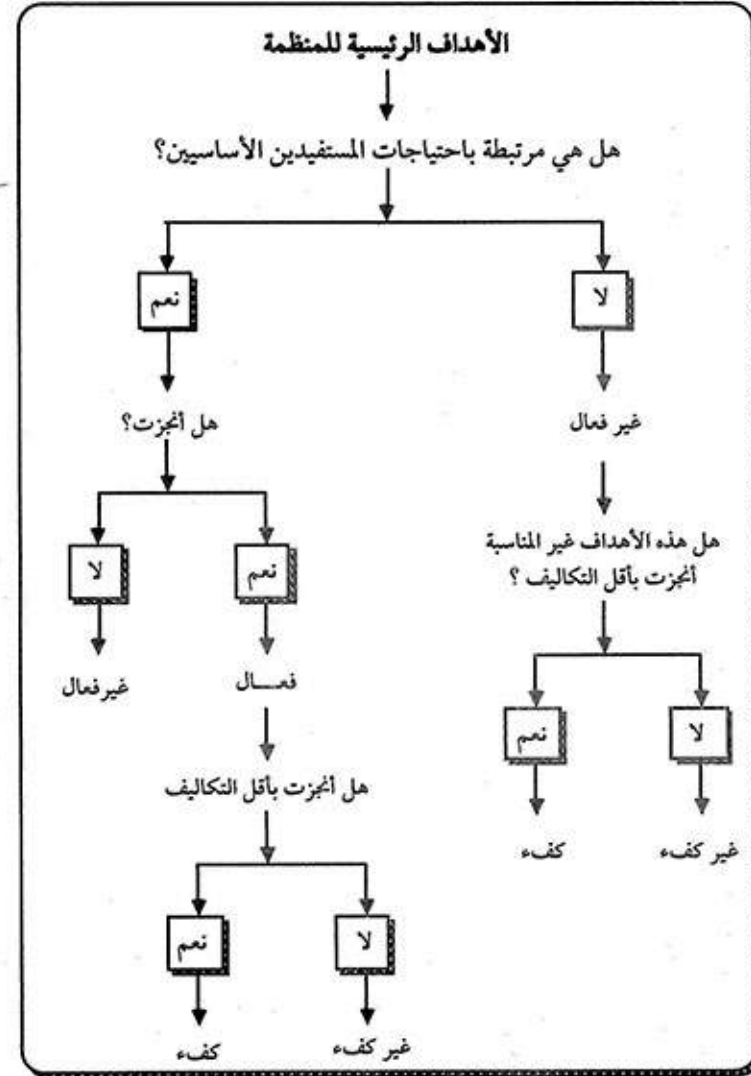 الأهداف الرئيسية للمنظمة
هل هي مرتبطة باحتياجات المستفيدين الأساسيين؟
لا
نعم
غير فعال
هل أنجزت؟
هل هذه الأهداف غير المناسبة
أنجزت بأقل التكاليف ؟
نعم
لا
فعـــال
غيرفعال
لا
نعم
هل أنجزت بأقل التكاليف
غير كفء
كفء
لا
نعم
غير كفء
كفء